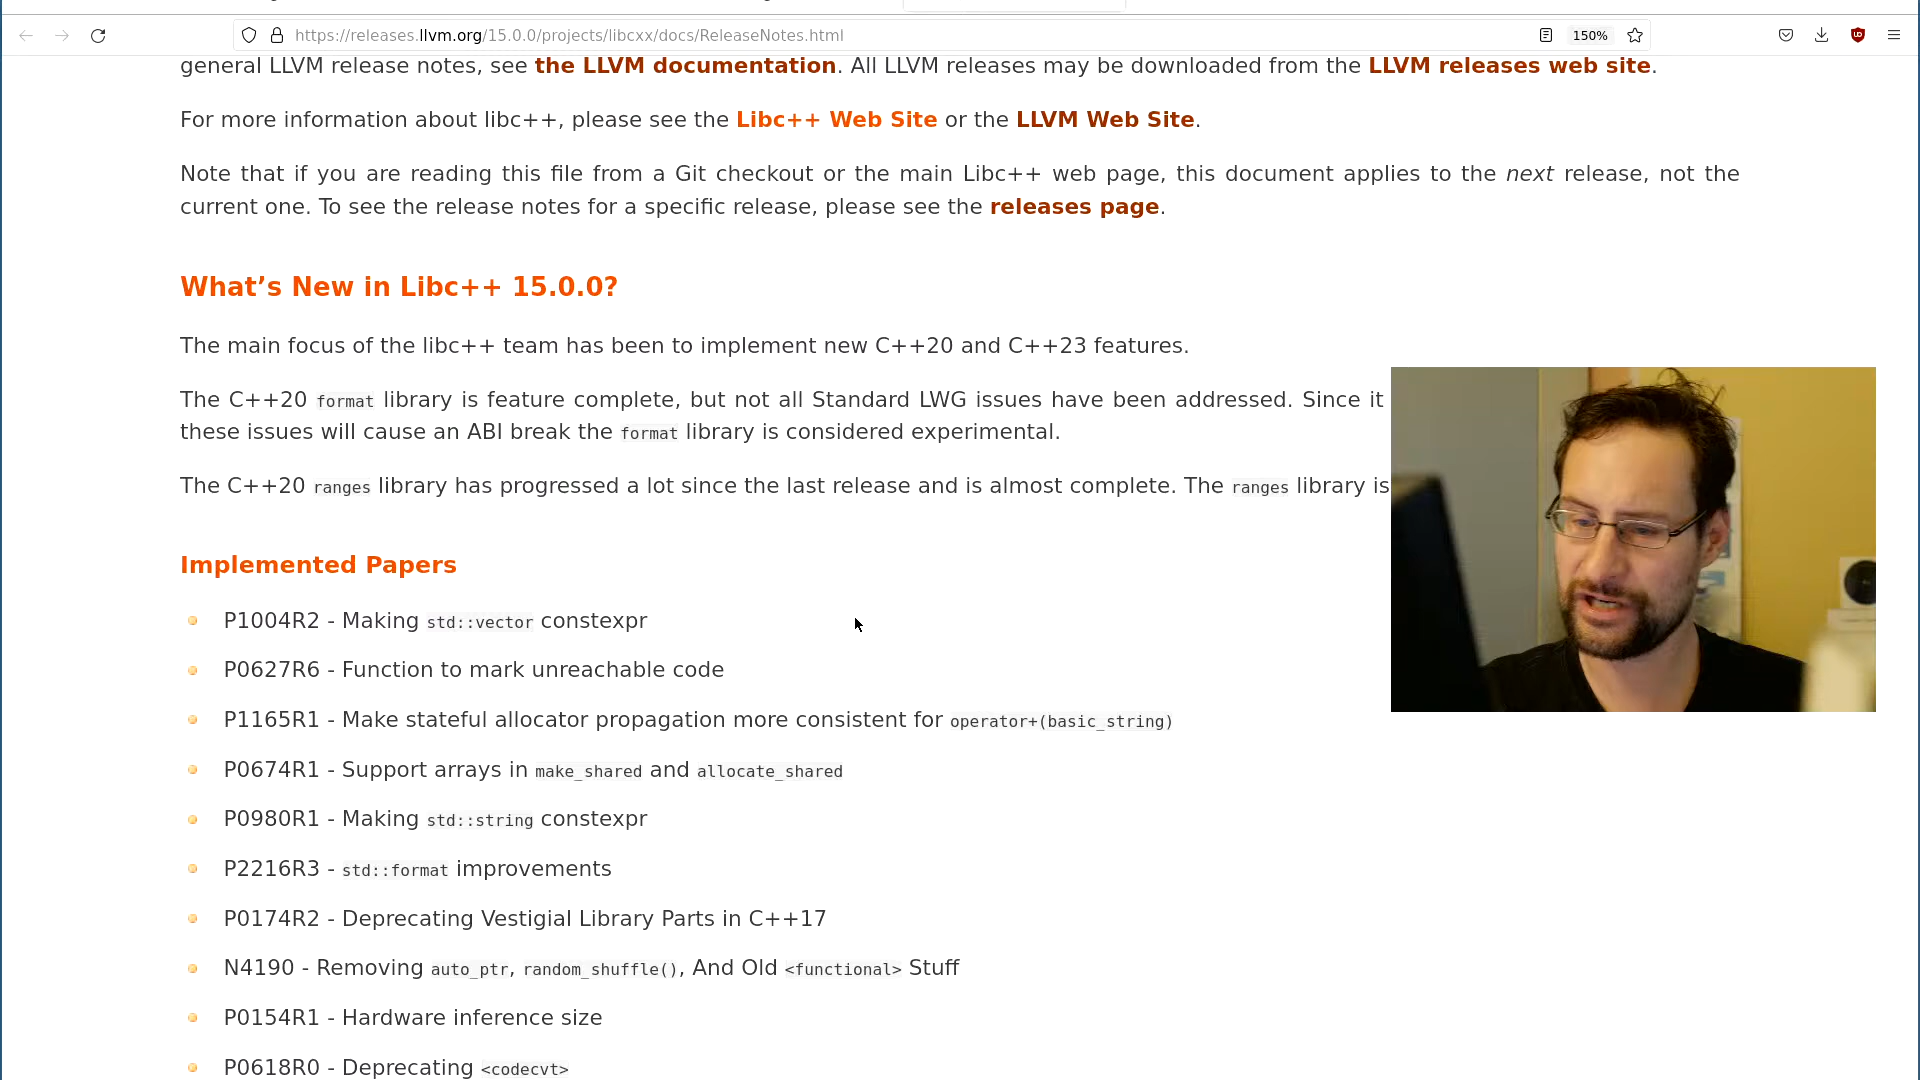 https://releases.llvm.org/15.0.0/projects/libcxx/docs/ReleaseNotes.html
150%
general LLVM release notes, see the LLVM documentation. All LLVM releases may be downloaded from the LLVM releases web site.
For more information about libc++, please see the Libc++ Web Site or the LLVM Web Site.
Note that if you are reading this file from a Git checkout or the main Libc++ web page, this document applies to the next release, not the
current one. To see the release notes for a specific release, please see the releases page.
What’s New in Libc++ 15.0.0?
The main focus of the libc++ team has been to implement new C++20 and C++23 features.
The C++20 format library is feature complete, but not all Standard LWG issues have been addressed. Since it
these issues will cause an ABI break the format library is considered experimental.
The C++20 ranges library has progressed a lot since the last release and is almost complete. The ranges library is
Implemented Papers
P1004R2 - Making std::vector constexpr
P0627R6 - Function to mark unreachable code
P1165R1 - Make stateful allocator propagation more consistent for operator+(basic_string)
P0674R1 - Support arrays in make_shared and allocate_shared
P0980R1 - Making std::string constexpr
P2216R3 - std::format improvements
P0174R2 - Deprecating Vestigial Library Parts in C++17
N4190 - Removing auto_ptr, random_shuffle(), And Old <functional> Stuff
P0154R1 - Hardware inference size
P0618R0 - Deprecating <codecvt>